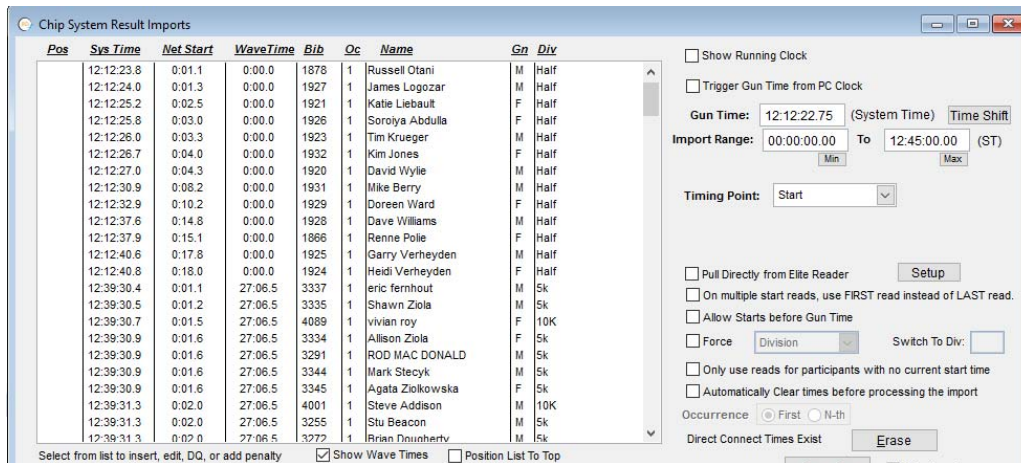 Chip System Result Imports
Pos Sys Time Net Start WaveTime Bib Oc Name Gn Div
12:12:23.8 0:01.1 0:00.0 1878 1 Russell Otani M Half
12:12:24.0 0:01.3 0:00.0 1927 1 James Logozar M Half
12:12:25.2 0:02.5 0:00.0 1921 1 Katie Liebault F Half
12:12:25.8 0:03.0 0:00.0 1926 1 Soroiya Abdulla F Half
12:12:26.0 0:03.3 0:00.0 1923 1 Tim Krueger M Half
12:12:26.7 0:04.0 0:00.0 1932 1 Kim Jones F Half
12:12:27.0 0:04.3 0:00.0 1920 1 David Wylie M Half
12:12:30.9 0:08.2 0:00.0 1931 1 Mike Berry M Half
12:12:32.9 0:10.2 0:00.0 1929 1 Doreen Ward F Half
12:12:37.6 0:14.8 0:00.0 1928 1 Dave Williams M Half
12:12:37.9 0:15.1 0:00.0 1866 1 Renne Polie F Half
12:12:40.6 0:17.8 0:00.0 1925 1 Garry Verheyden M Half
12:12:40.8 0:18.0 0:00.0 1924 1 Heidi Verheyden F Half
12:39:30.4 0:01.1 27:06.5 3337 1 eric fernhout M 5k
12:39:30.5 0:01.2 27:06.5 3335 1 Shawn Ziola M 5k
12:39:30.7 0:01.5 27:06.5 4089 1 vivian roy F 10K
12:39:30.9 0:01.6 27:06.5 3334 1 Allison Ziola F 5k
12:39:30.9 0:01.6 27:06.5 3291 1 ROD MAC DONALD M 5k
12:39:30.9 0:01.6 27:06.5 3344 1 Mark Stecyk M 5k
12:39:30.9 0:01.6 27:06.5 3345 1 Agata Ziolkowska F 5k
12:39:31.3 0:02.0 27:06.5 4001 1 Steve Addison M 10K
12:39:31.3 0:02.0 27:06.5 3255 1 Stu Beacon M 5k
12:39:31.3 0:02.0 27:06.5 3272 1 Brian Dougherty M 5k
Select from list to insert, edit, DQ, or add penalty Show Wave Times Position List To Top
Show Running Clock
Trigger Gun Time from PC Clock
Gun Time: 12:12:22.75 (System Time) Time Shift
Import Range: 00:00:00.00 To 12:45:00.00 (ST)
Min Max
Timing Point: Start
Pull Directly from Elite Reader Setup
On multiple start reads, use FIRST read instead of LAST read.
Allow Starts before Gun Time
Force Division Switch To Div:
Only use reads for participants with no current start time
Automatically Clear times before processing the import
Occurrence First N-th
Direct Connect Times Exist Erase